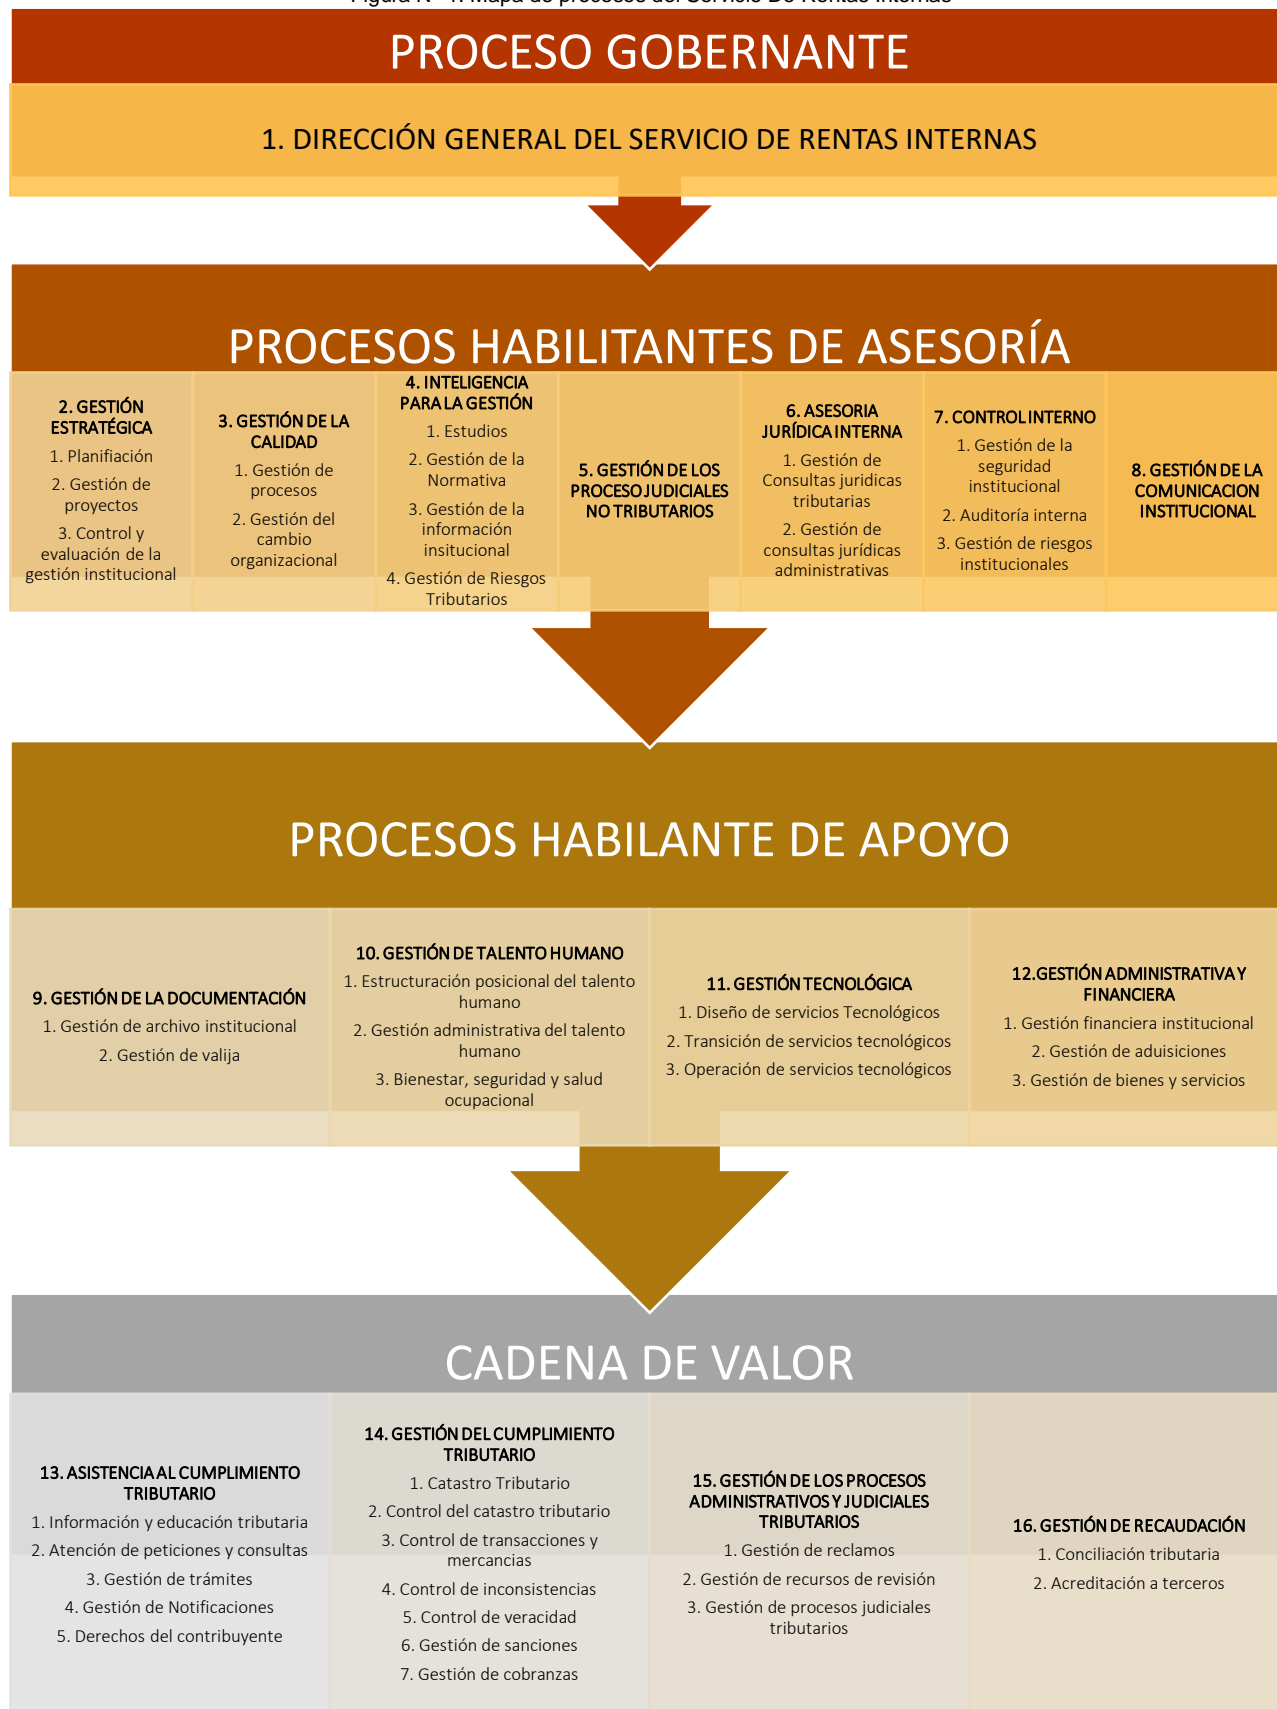 PROCESO GOBERNANTE
1. DIRECCIÓN GENERAL DEL SERVICIO DE RENTAS INTERNAS
PROCESOS HABILITANTES DE ASESORÍA
2. GESTIÓN
ESTRATÉGICA
1. Planifiación
2. Gestión de
proyectos
3. Control y
evaluación de la
gestión institucional
3. GESTIÓN DE LA
CALIDAD
1. Gestión de
procesos
2. Gestión del
cambio
organizacional
4. INTELIGENCIA
PARA LA GESTIÓN
1. Estudios
2. Gestión de la
Normativa
3. Gestión de la
información
insitucional
4. Gestión de Riesgos
Tributarios
5. GESTIÓN DE LOS
PROCESO JUDICIALES
NO TRIBUTARIOS
6. ASESORIA
JURÍDICA INTERNA
1. Gestión de
Consultas juridicas
tributarias
2. Gestión de
consultas jurídicas
administrativas
7. CONTROL INTERNO
1. Gestión de la
seguridad
institucional
2. Auditoría interna
3. Gestión de riesgos
institucionales
8. GESTIÓN DE LA
COMUNICACION
INSTITUCIONAL
PROCESOS HABILANTE DE APOYO
9. GESTIÓN DE LA DOCUMENTACIÓN
1. Gestión de archivo institucional
2. Gestión de valija
10. GESTIÓN DE TALENTO HUMANO
1. Estructuración posicional del talento
humano
2. Gestión administrativa del talento
humano
3. Bienestar, seguridad y salud
ocupacional
11. GESTIÓN TECNOLÓGICA
1. Diseño de servicios Tecnológicos
2. Transición de servicios tecnológicos
3. Operación de servicios tecnológicos
12.GESTIÓN ADMINISTRATIVA Y
FINANCIERA
1. Gestión financiera institucional
2. Gestión de aduisiciones
3. Gestión de bienes y servicios
CADENA DE VALOR
13. ASISTENCIA AL CUMPLIMIENTO
TRIBUTARIO
1. Información y educación tributaria
2. Atención de peticiones y consultas
3. Gestión de trámites
4. Gestión de Notificaciones
5. Derechos del contribuyente
14. GESTIÓN DEL CUMPLIMIENTO
TRIBUTARIO
1. Catastro Tributario
2. Control del catastro tributario
3. Control de transacciones y
mercancias
4. Control de inconsistencias
5. Control de veracidad
6. Gestión de sanciones
7. Gestión de cobranzas
15. GESTIÓN DE LOS PROCESOS
ADMINISTRATIVOS Y JUDICIALES
TRIBUTARIOS
1. Gestión de reclamos
2. Gestión de recursos de revisión
3. Gestión de procesos judiciales
tributarios
16. GESTIÓN DE RECAUDACIÓN
1. Conciliación tributaria
2. Acreditación a terceros